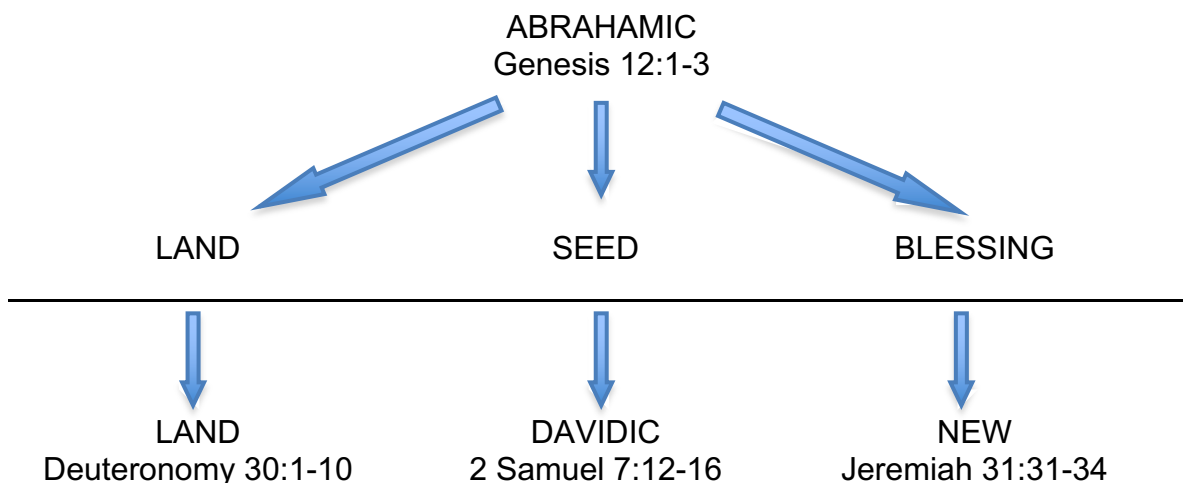 ABRAHAMIC
Genesis 12:1-3
LAND SEED BLESSING
LAND DAVIDIC NEW
Deuteronomy 30:1-10 2 Samuel 7:12-16 Jeremiah 31:31-34